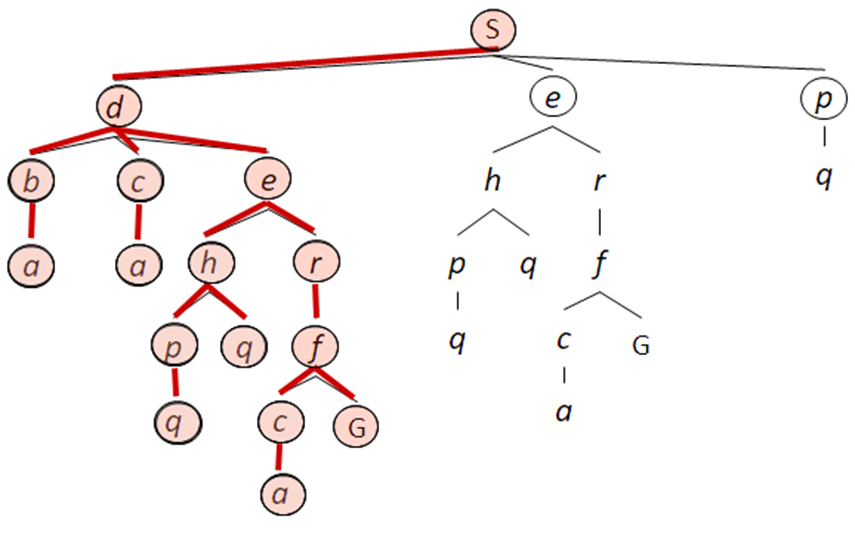 S
d e p
b c e h r q
a a h r p q f
p q f q c G
q c G a
a